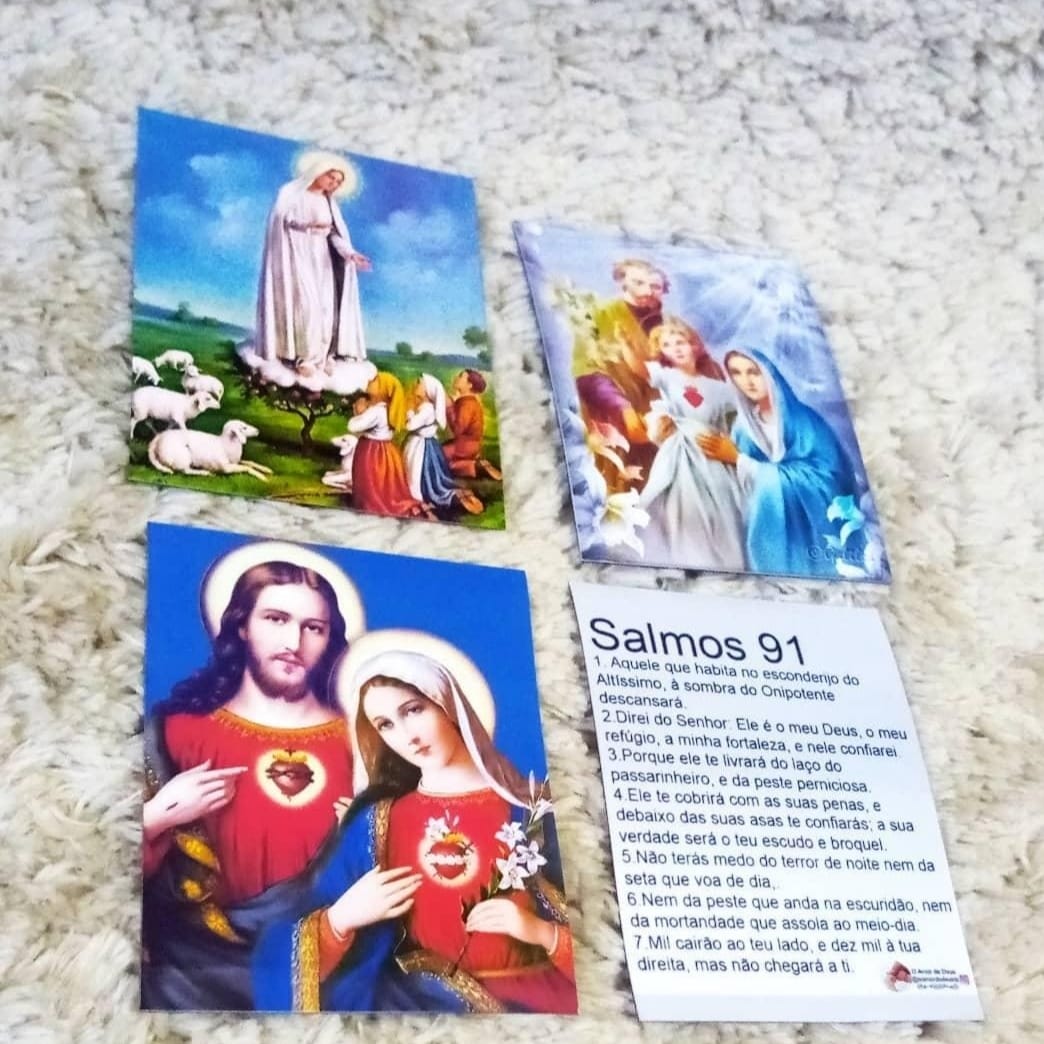 Salmos 91
1. Aquele que habita no esconderijo do
Altíssimo, à sombra do Onipotente
descansará.
2.Direi do Senhor: Ele é o meu Deus, o meu
refúgio, a minha fortaleza, e nele confiarei.
3.Porque ele te livrará do laço do
passarinheiro, e da peste perniciosa.
4.Ele te cobrirá com as suas penas, e
debaixo das suas asas te confiarás; a sua
verdade será o teu escudo e broquel.
5.Não terás medo do terror de noite nem da
seta que voa de dia,.
6.Nem da peste que anda na escuridão, nem
da mortandade que assola ao meio-dia.
7.Mil cairão ao teu lado, e dez mil à tua
direita, mas não chegará a ti.
O Amor de Deus